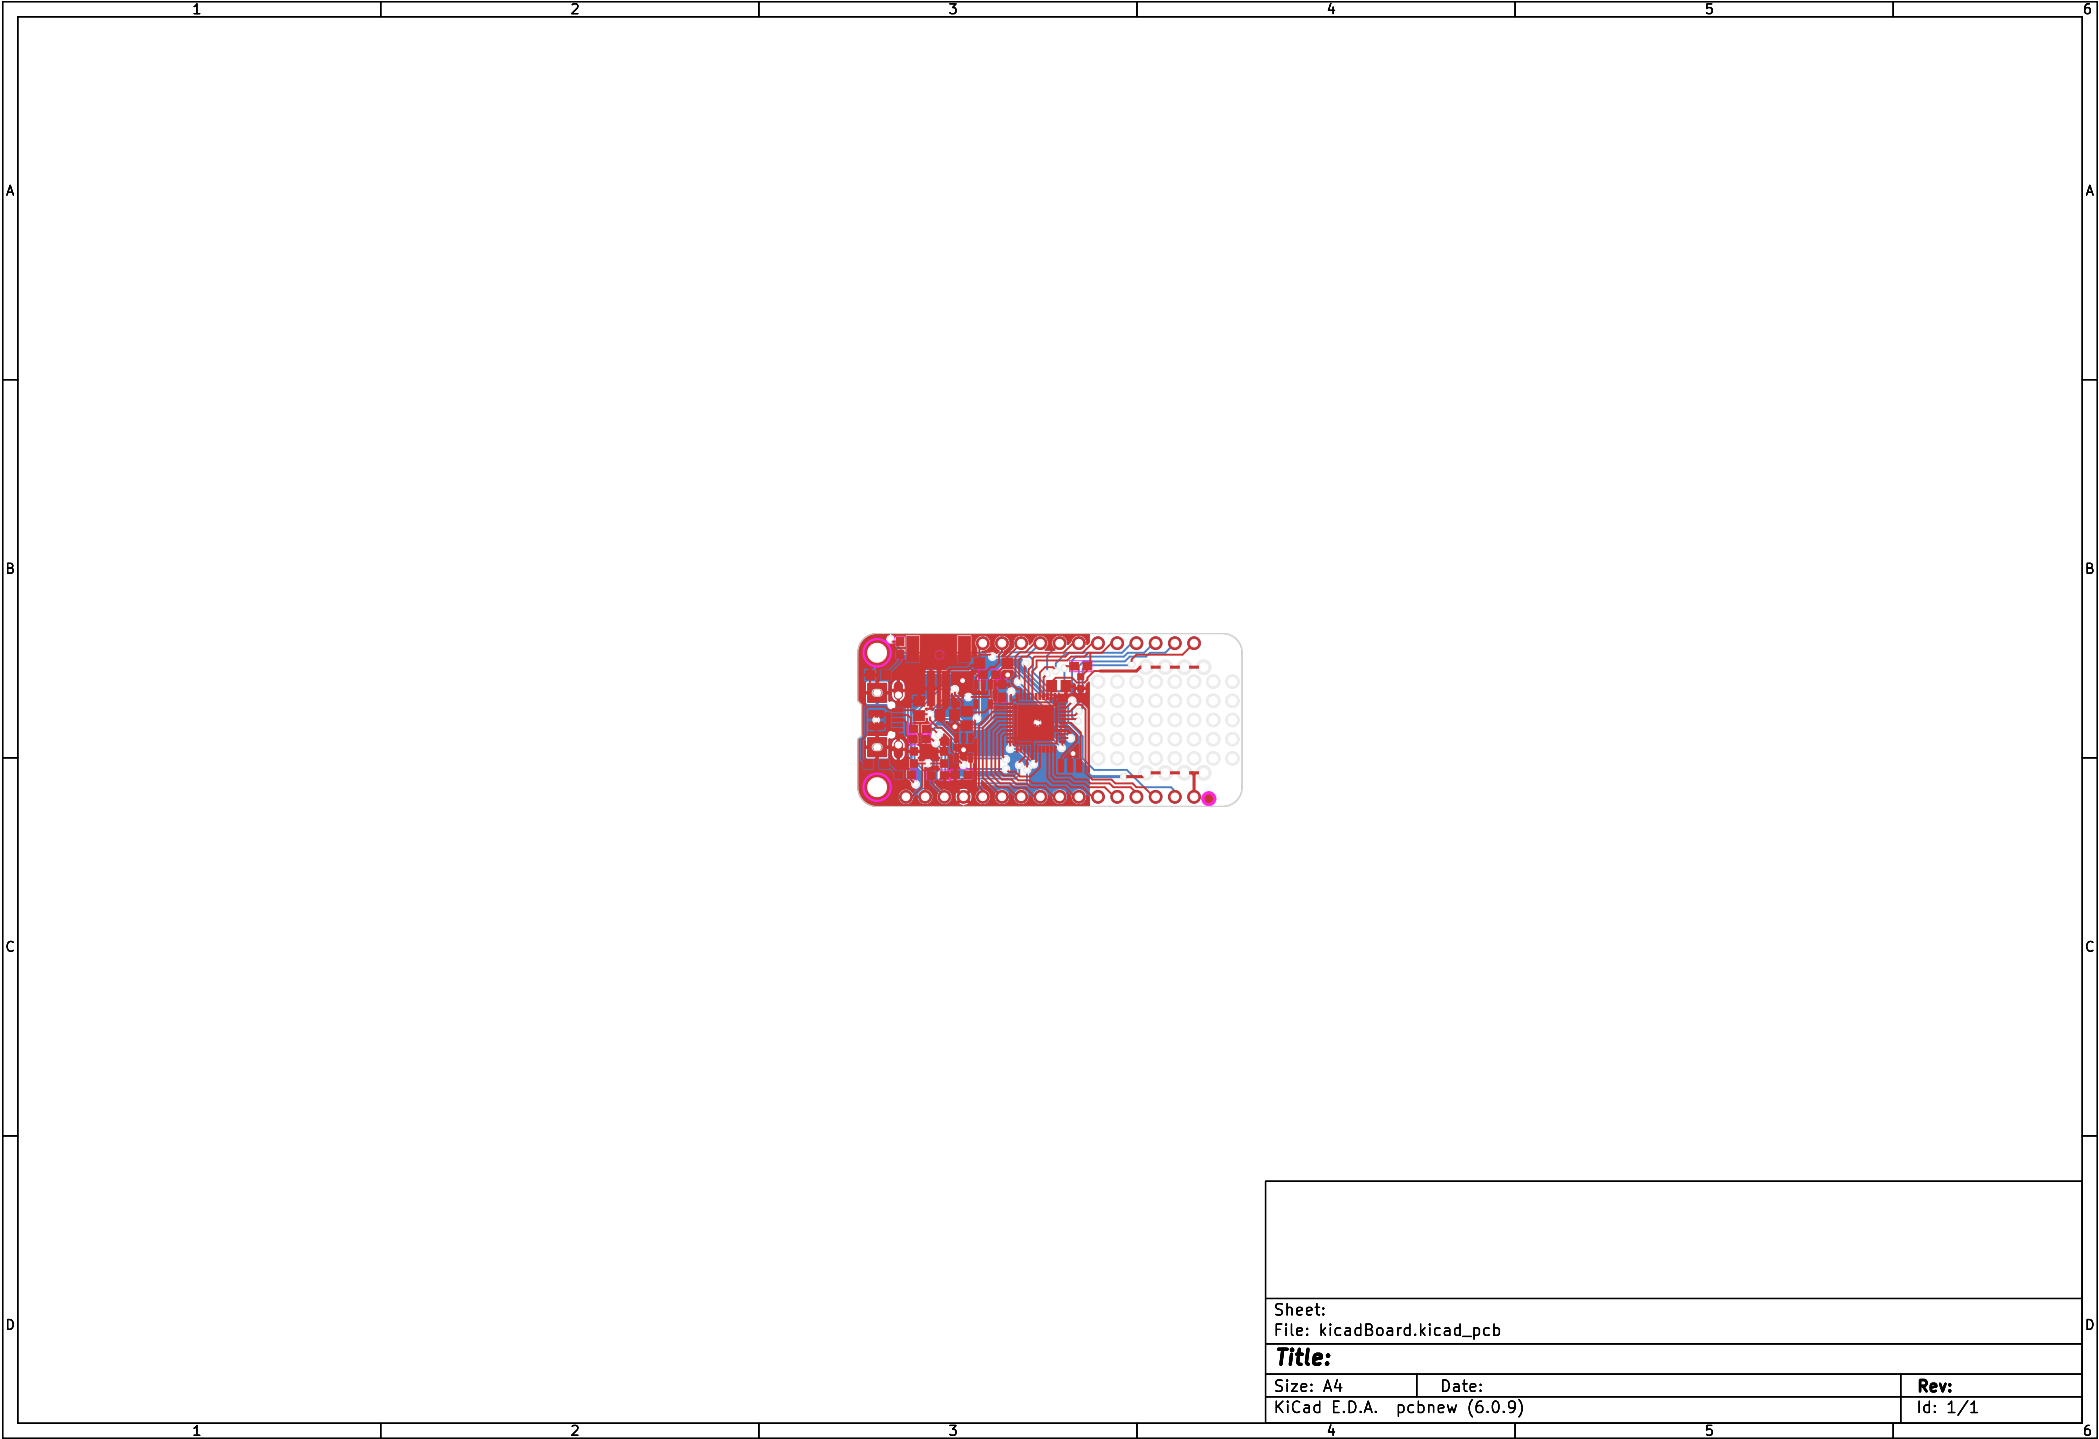 1 2 3 4 5 6
A A
B B
C C
Sheet:
File: kicadBoard.kicad_pcb
D D
Title:
Size: A4 Date: Rev:
KiCad E.D.A. pcbnew (6.0.9) Id: 1/1
1 2 3 4 5 6